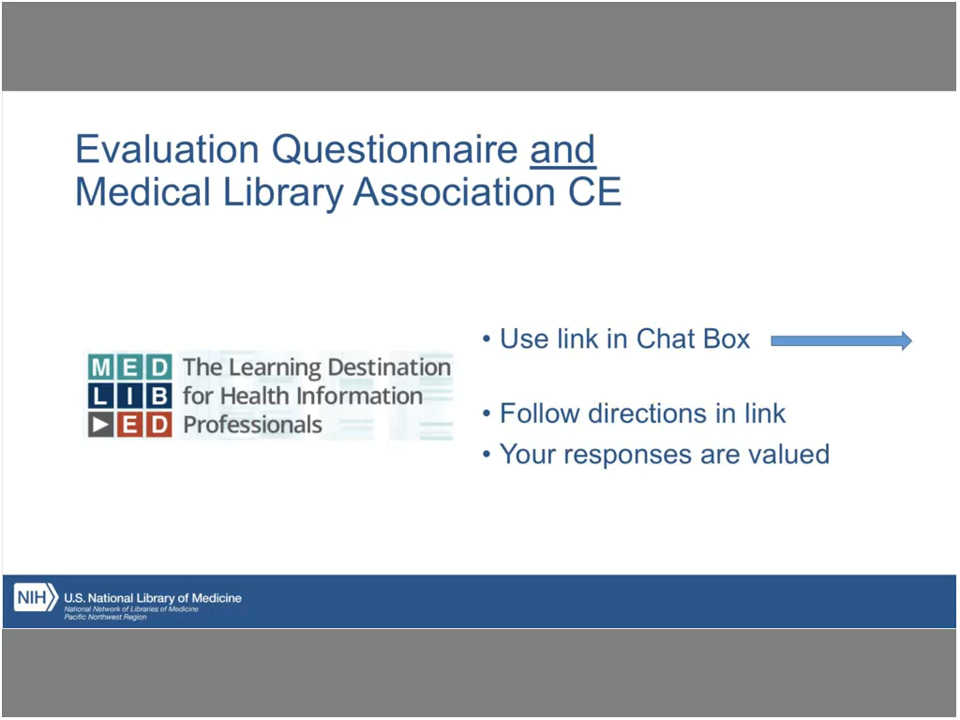 Evaluation Questionnaire and
Medical Library Association CE
• Use link in Chat Box
MED
LIB
ED
The Learning Destination
for Health Information
Professionals
• Follow directions in link
• Your responses are valued
NIH
U.S. National Library of Medicine
National Network of Libraries of Medicine
Pacific Northwest Region